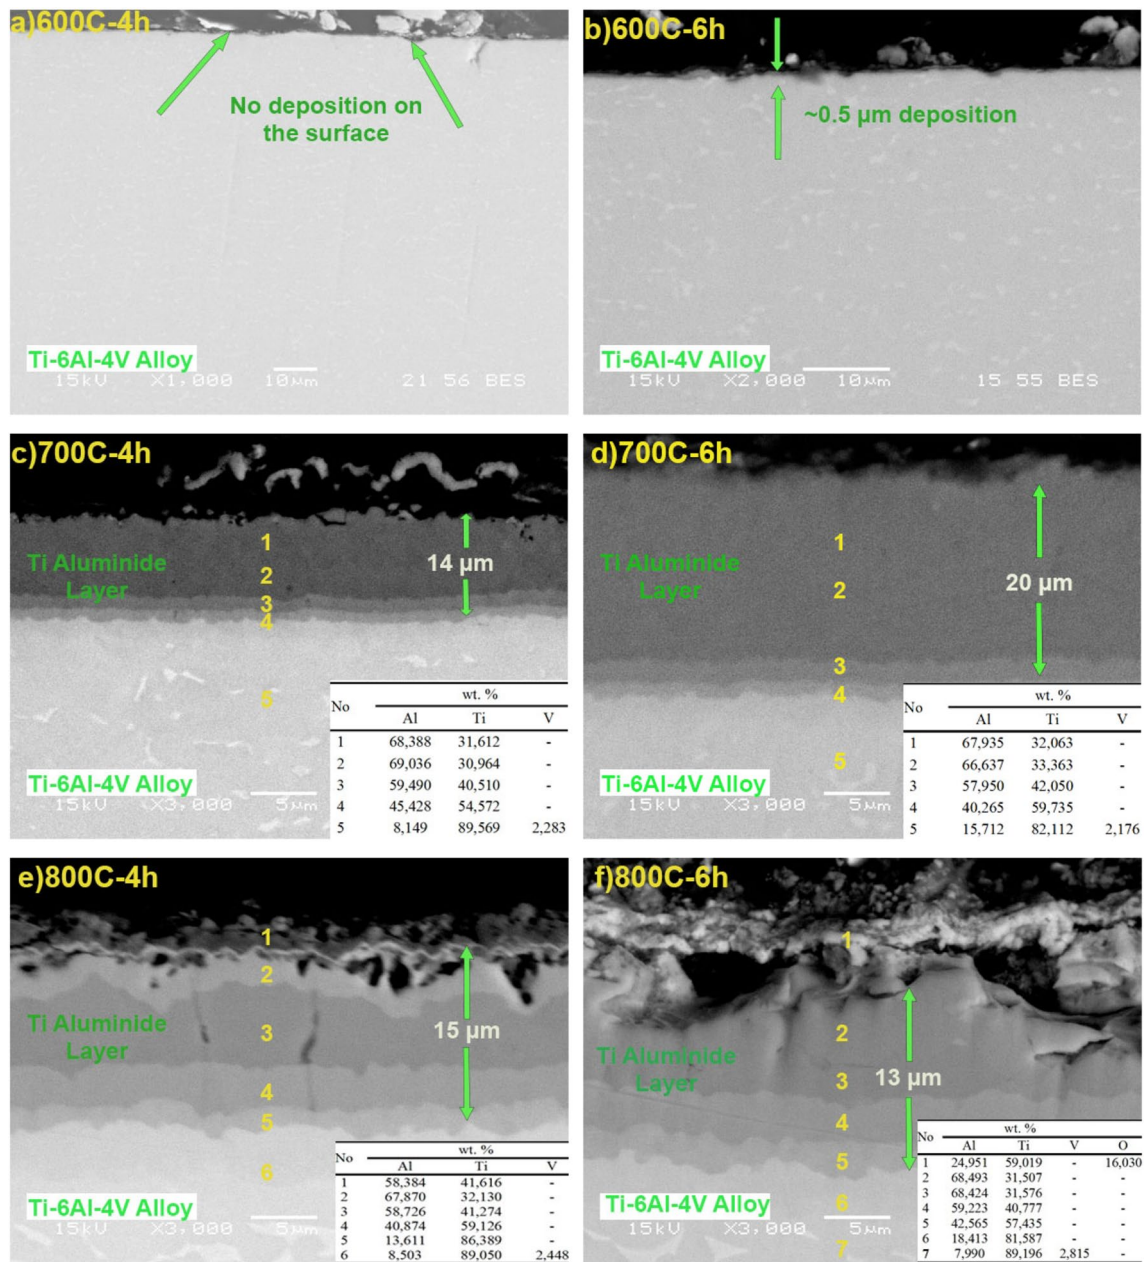 a)600C-4h
No deposition on
the surface
Ti-6Al-4V Alloy
15kV X1,000 10µm 21 56 BES
b)600C-6h
~0.5 µm deposition
Ti-6Al-4V Alloy
15kV X2,000 10µm 15 55 BES
c)700C-4h
1
Ti Aluminide
Layer
2
14 µm
3
4
5
Ti-6Al-4V Alloy
15kV X3,000 5µm
No wt. %
Al Ti V
1 68,388 31,612 -
2 69,036 30,964 -
3 59,490 40,510 -
4 45,428 54,572 -
5 8,149 89,569 2,283
d)700C-6h
1
Ti Aluminide
Layer
2
20 µm
3
4
5
Ti-6Al-4V Alloy
15kV X3,000 5µm
No wt. %
Al Ti V
1 67,935 32,063 -
2 66,637 33,363 -
3 57,950 42,050 -
4 40,265 59,735 -
5 15,712 82,112 2,176
e)800C-4h
1
2
Ti Aluminide
Layer
3
15 µm
4
5
6
Ti-6Al-4V Alloy
15kV X3,000 5µm
No wt. %
Al Ti V
1 58,384 41,616 -
2 67,870 32,130 -
3 58,726 41,274 -
4 40,874 59,126 -
5 13,611 86,389 -
6 8,503 89,050 2,448
f)800C-6h
1
2
Ti Aluminide
Layer
3
13 µm
4
5
6
7
Ti-6Al-4V Alloy
15kV X3,000 5µm
No wt. %
Al Ti V O
1 24,951 59,019 - 16,030
2 68,493 31,507 - -
3 68,424 31,576 - -
4 59,223 40,777 - -
5 42,565 57,435 - -
6 18,413 81,587 - -
7 7,990 89,196 2,815 -